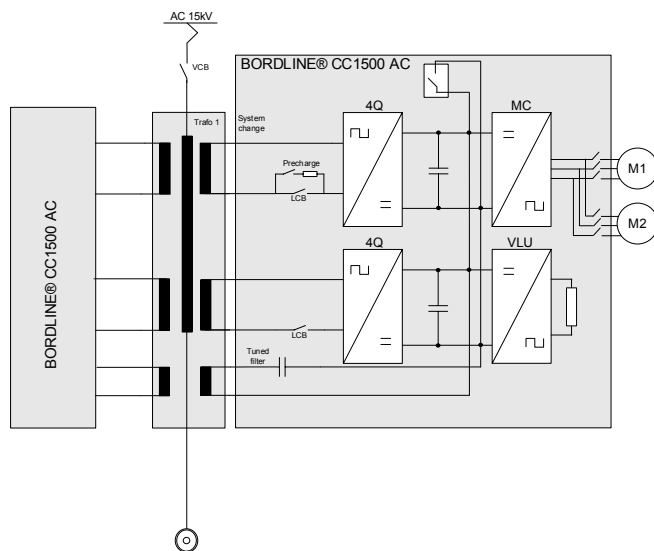 AC 15kV
VCB
BORDLINE® CC1500 AC
Trafo 1
System
change
4Q
MC
Precharge
LCB
M1
M2
BORDLINE® CC1500 AC
4Q
VLU
LCB
Tuned
filter